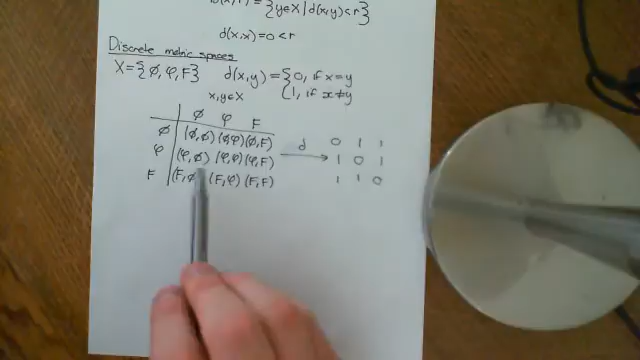 B(x,r) = {y∈X | d(x,y)<r}
d(x,x)=0<r
Discrete metric spaces
X={∅, φ, F} d(x,y) = {0, if x=y
x,y∈X {1, if x≠y
∅ φ F
∅ (∅,∅) (∅,φ) (∅,F) d 0 1 1
φ (φ,∅) (φ,φ) (φ,F) → 1 0 1
F (F,∅) (F,φ) (F,F) 1 1 0